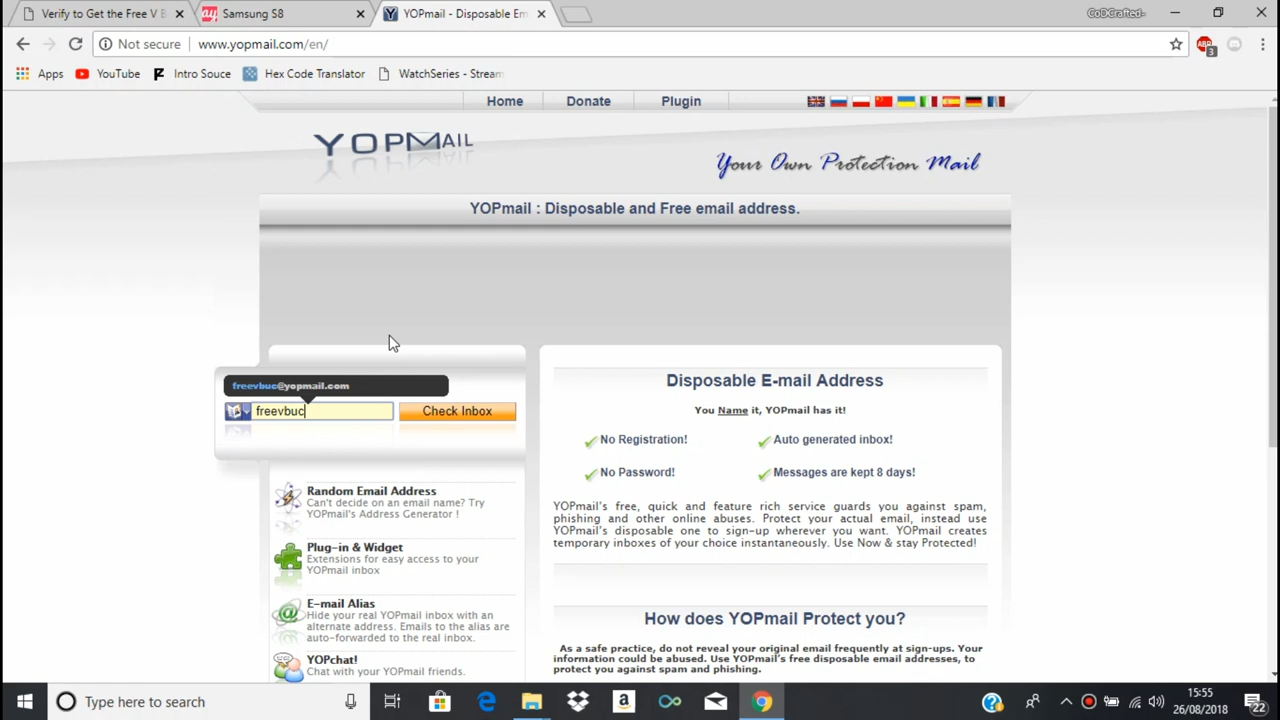 Verify to Get the Free V B
Samsung S8
YOPmail - Disposable Em
CoDCrafted-
Not secure
www.yopmail.com/en/
3
Apps
YouTube
Intro Souce
Hex Code Translator
WatchSeries - Stream
Home
Donate
Plugin
YOPMAIL
Your Own Protection Mail
YOPmail : Disposable and Free email address.
freevbuc@yopmail.com
freevbuc
Check Inbox
Random Email Address
Can't decide on an email name? Try
YOPmail's Address Generator !
Plug-in & Widget
Extensions for easy access to your
YOPmail inbox
E-mail Alias
Hide your real YOPmail inbox with an
alternate address. Emails to the alias are
auto-forwarded to the real inbox.
YOPchat!
Chat with your YOPmail friends.
Disposable E-mail Address
You Name it, YOPmail has it!
No Registration!
Auto generated inbox!
No Password!
Messages are kept 8 days!
YOPmail's free, quick and feature rich service guards you against spam,
phishing and other online abuses. Protect your actual email, instead use
YOPmail's disposable one to sign-up wherever you want. YOPmail creates
temporary inboxes of your choice instantaneously. Use Now & stay Protected!
How does YOPmail Protect you?
As a safe practice, do not reveal your original email frequently at sign-ups. Your
information could be abused. Use YOPmail's free disposable email addresses, to
protect you against spam and phishing.
Type here to search
15:55
26/08/2018
22